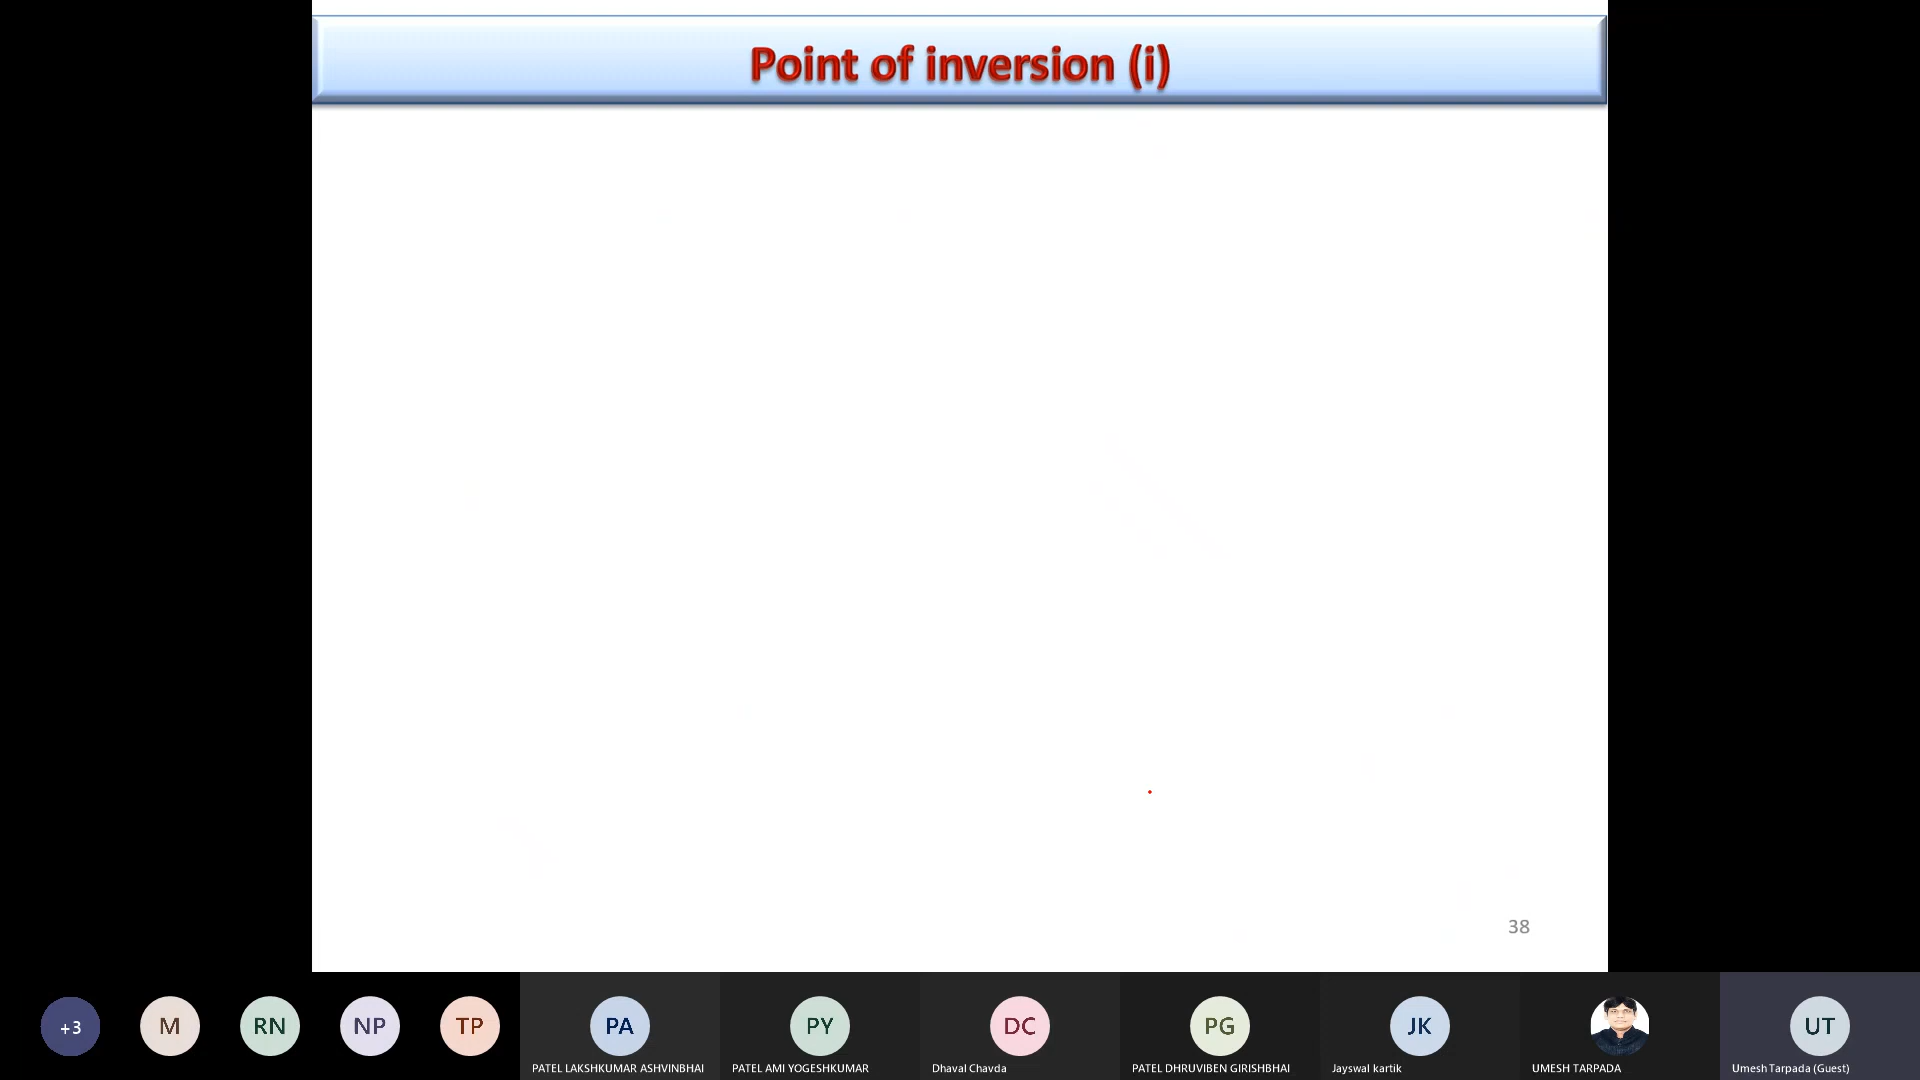 Point of inversion (i)
38
+3
M
RN
NP
TP
PA
PY
DC
PG
JK
UT
PATEL LAKSHKUMAR ASHVINBHAI
PATEL AMI YOGESHKUMAR
Dhaval Chavda
PATEL DHRUVIBEN GIRISHBHAI
Jayswal kartik
UMESH TARPADA
Umesh Tarpada (Guest)